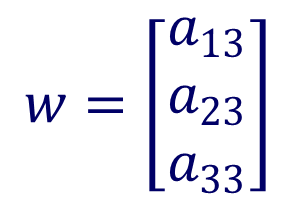 w = [a₁₃
a₂₃
a₃₃]